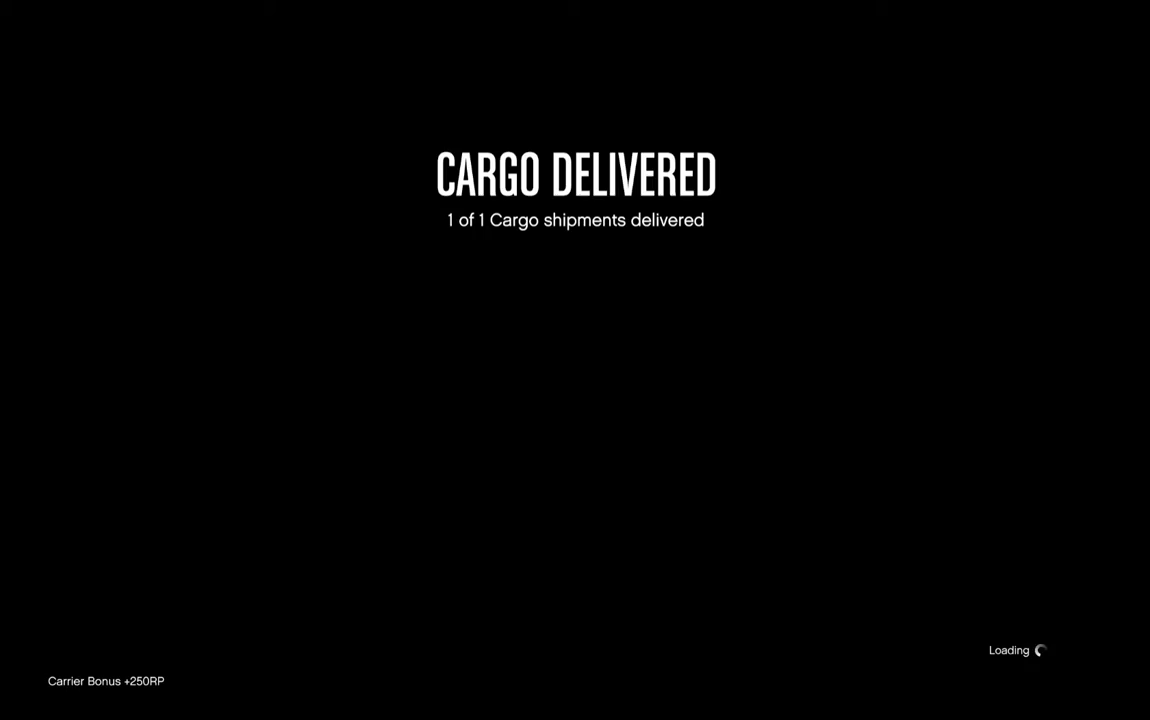 CARGO DELIVERED
1 of 1 Cargo shipments delivered
Loading
Carrier Bonus +250RP